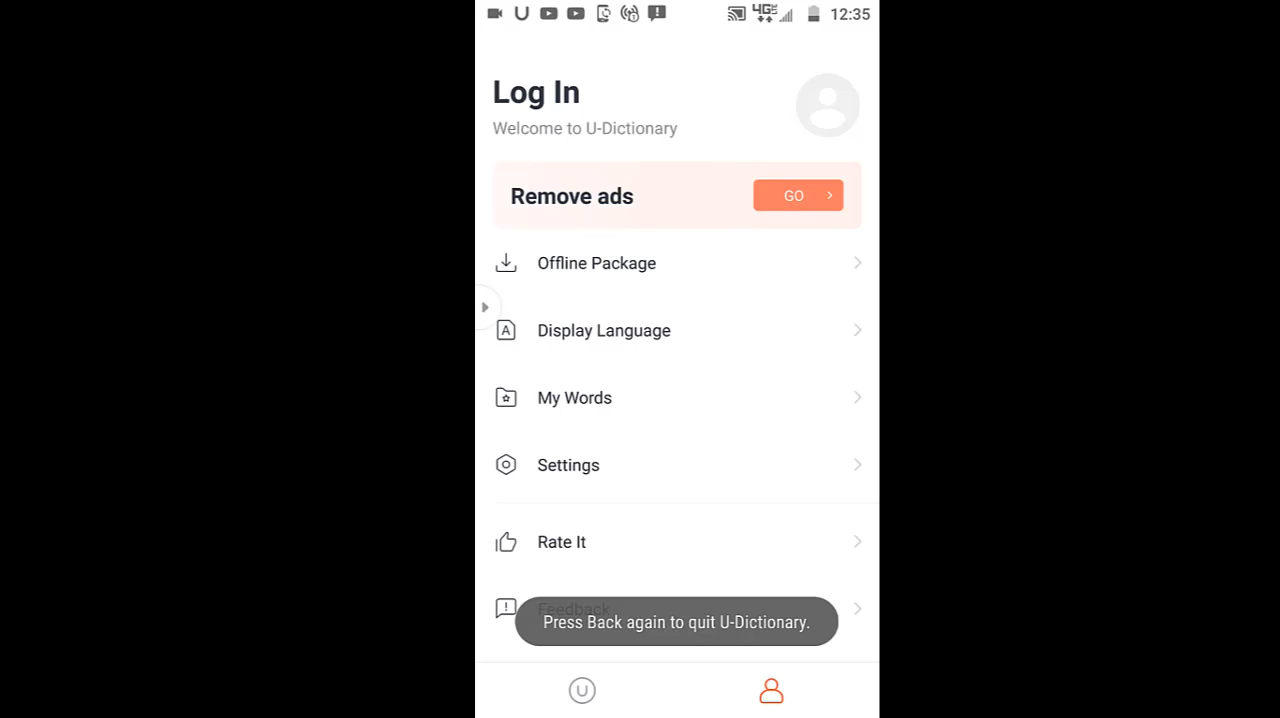 12:35
Log In
Welcome to U-Dictionary
Remove ads
GO
Offline Package
Display Language
My Words
Settings
Rate It
Feedback
Press Back again to quit U-Dictionary.